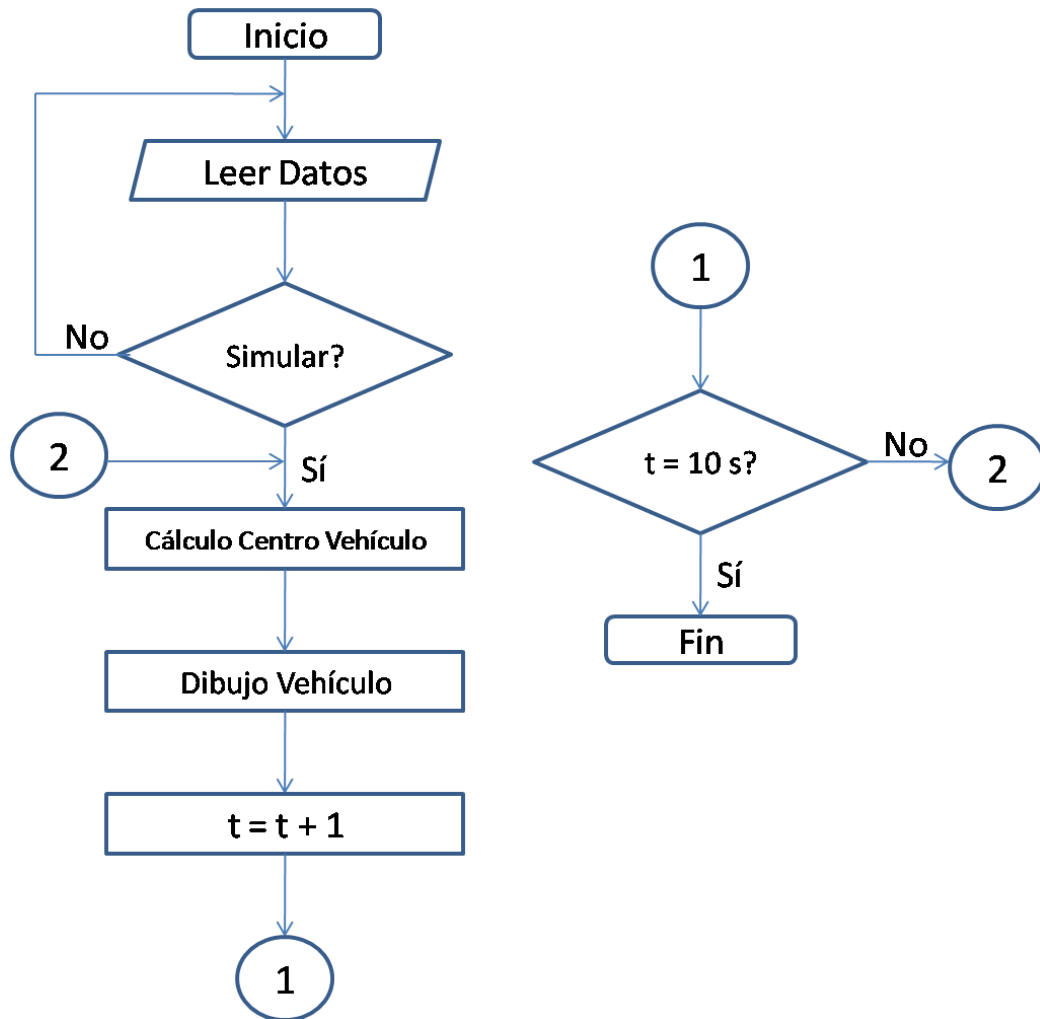 Inicio
Leer Datos
No
Simular?
2
Sí
Cálculo Centro Vehículo
Dibujo Vehículo
t = t + 1
1
1
t = 10 s?
No
2
Sí
Fin